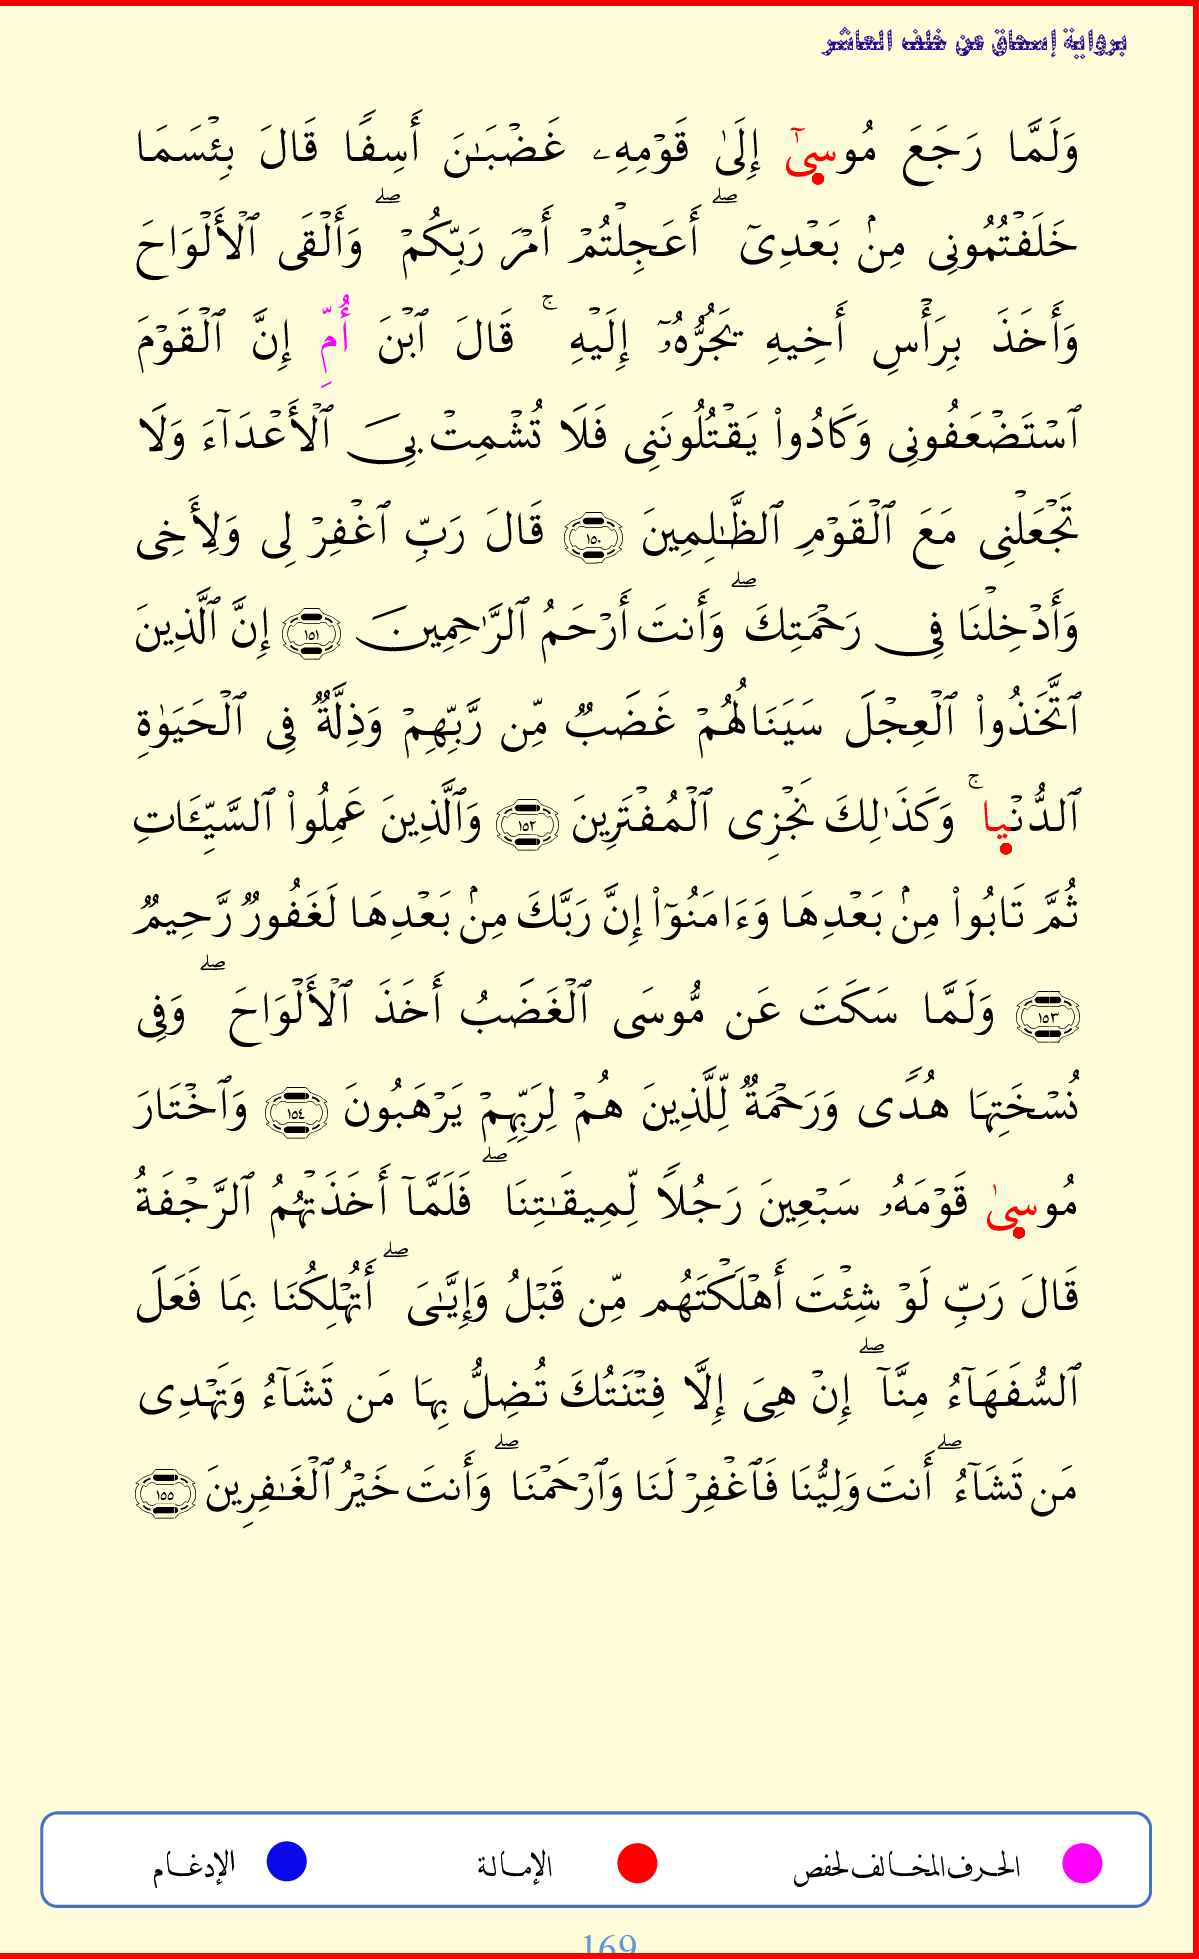 برواية إسحاق عن خلف العاشر
وَلَمَّا رَجَعَ مُوسىٰٓ إِلَىٰ قَوۡمِهِۦ غَضۡبَٰنَ أَسِفٗا قَالَ بِئۡسَمَا
خَلَفۡتُمُونِي مِنۢ بَعۡدِيٓۖ أَعَجِلۡتُمۡ أَمۡرَ رَبِّكُمۡۖ وَأَلۡقَى ٱلۡأَلۡوَاحَ
وَأَخَذَ بِرَأۡسِ أَخِيهِ يَجُرُّهُۥٓ إِلَيۡهِۚ قَالَ ٱبۡنَ أُمِّ إِنَّ ٱلۡقَوۡمَ
ٱسۡتَضۡعَفُونِي وَكَادُواْ يَقۡتُلُونَنِي فَلَا تُشۡمِتۡ بِيَ ٱلۡأَعۡدَآءَ وَلَا
تَجۡعَلۡنِي مَعَ ٱلۡقَوۡمِ ٱلظَّٰلِمِينَ ١٥٠ قَالَ رَبِّ ٱغۡفِرۡ لِي وَلِأَخِي
وَأَدۡخِلۡنَا فِي رَحۡمَتِكَۖ وَأَنتَ أَرۡحَمُ ٱلرَّٰحِمِينَ ١٥١ إِنَّ ٱلَّذِينَ
ٱتَّخَذُواْ ٱلۡعِجۡلَ سَيَنَالُهُمۡ غَضَبٞ مِّن رَّبِّهِمۡ وَذِلَّةٞ فِي ٱلۡحَيَوٰةِ
ٱلدُّنۡياۚ وَكَذَٰلِكَ نَجۡزِي ٱلۡمُفۡتَرِينَ ١٥٢ وَٱلَّذِينَ عَمِلُواْ ٱلسَّيِّـَٔاتِ
ثُمَّ تَابُواْ مِنۢ بَعۡدِهَا وَءَامَنُوٓاْ إِنَّ رَبَّكَ مِنۢ بَعۡدِهَا لَغَفُورٞ رَّحِيمٞ
١٥٣ وَلَمَّا سَكَتَ عَن مُّوسَى ٱلۡغَضَبُ أَخَذَ ٱلۡأَلۡوَاحَۖ وَفِي
نُسۡخَتِهَا هُدٗى وَرَحۡمَةٞ لِّلَّذِينَ هُمۡ لِرَبِّهِمۡ يَرۡهَبُونَ ١٥٤ وَٱخۡتَارَ
مُوسىٰ قَوۡمَهُۥ سَبۡعِينَ رَجُلٗا لِّمِيقَٰتِنَاۖ فَلَمَّآ أَخَذَتۡهُمُ ٱلرَّجۡفَةُ
قَالَ رَبِّ لَوۡ شِئۡتَ أَهۡلَكۡتَهُم مِّن قَبۡلُ وَإِيَّٰيَۖ أَتُهۡلِكُنَا بِمَا فَعَلَ
ٱلسُّفَهَآءُ مِنَّآۖ إِنۡ هِيَ إِلَّا فِتۡنَتُكَ تُضِلُّ بِهَا مَن تَشَآءُ وَتَهۡدِي
مَن تَشَآءُۖ أَنتَ وَلِيُّنَا فَٱغۡفِرۡ لَنَا وَٱرۡحَمۡنَاۖ وَأَنتَ خَيۡرُ ٱلۡغَٰفِرِينَ ١٥٥
الحرف المخالف لحفص الإمالة الإدغام
169